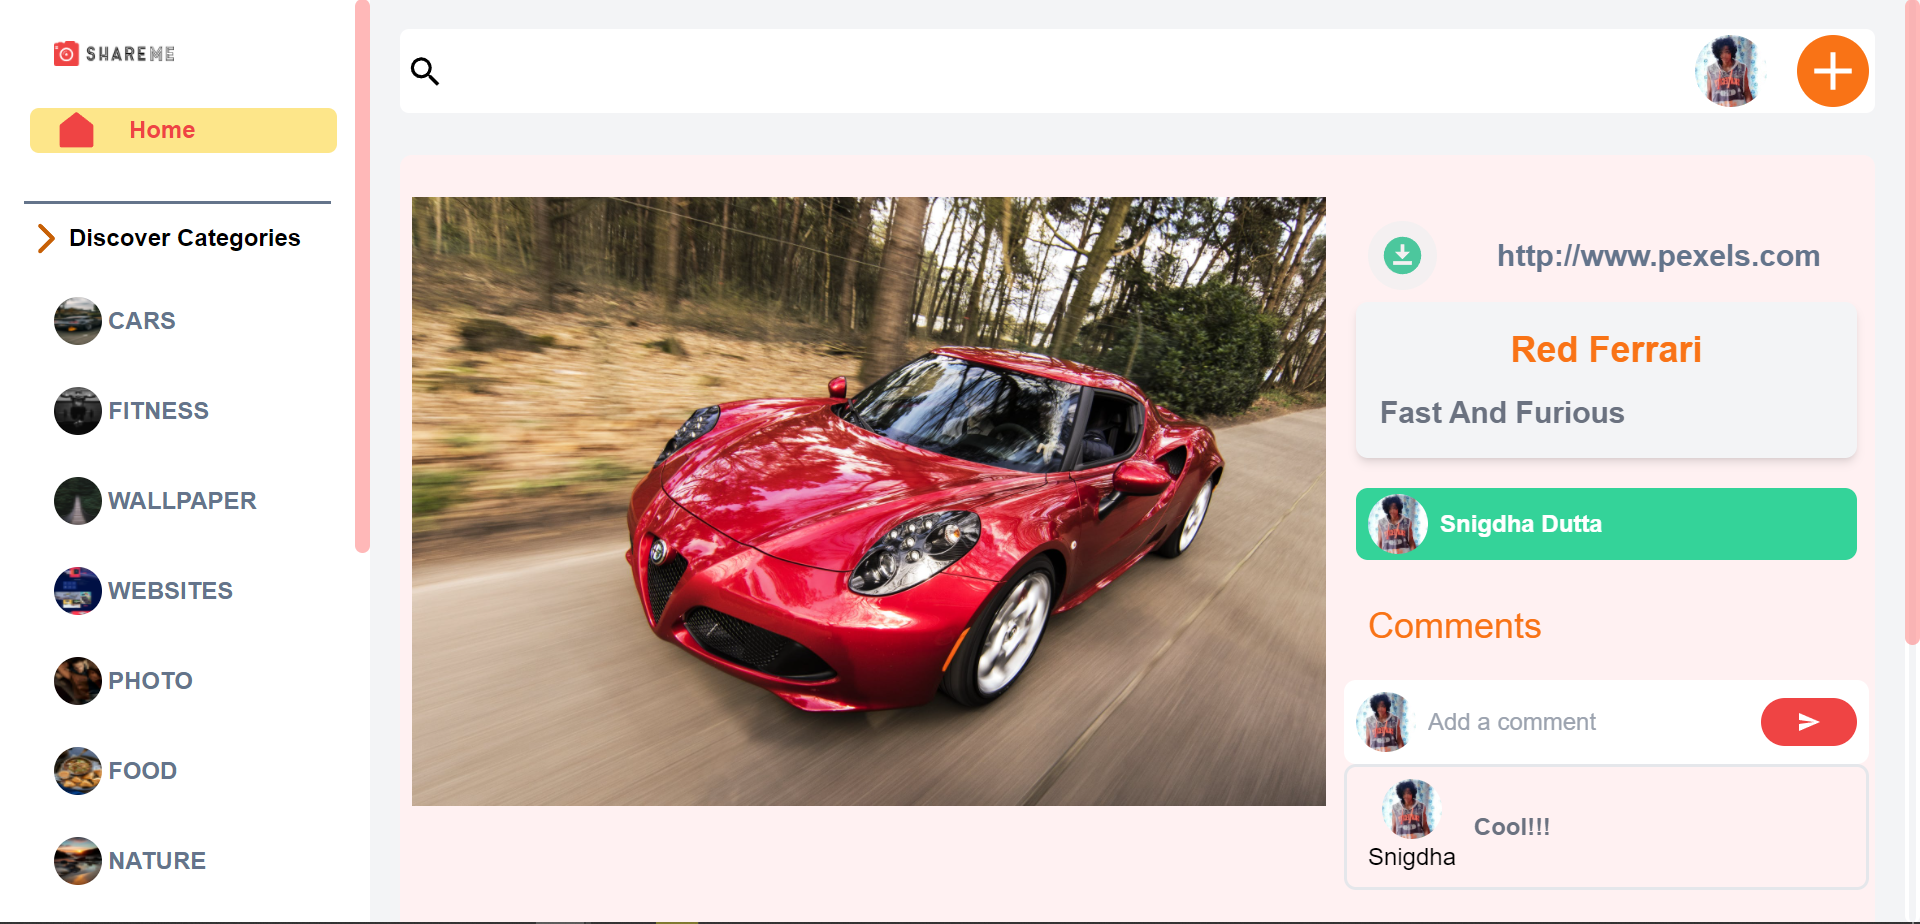 SHAREME
Home
Discover Categories
CARS
FITNESS
WALLPAPER
WEBSITES
PHOTO
FOOD
NATURE
http://www.pexels.com
Red Ferrari
Fast And Furious
Snigdha Dutta
Comments
Add a comment
Cool!!!
Snigdha